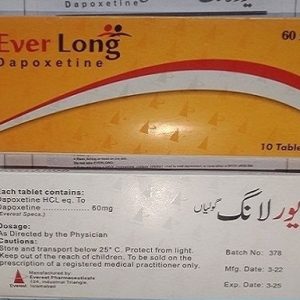 Ever Long
60
Dapoxetine
10 Tablets
Each tablet contains:
Dapoxetine HCL eq. To
Dapoxetine 60mg
(Everest Specs.)
Dosage:
As Directed by the Physician
Cautions:
Store and transport below 25° C. Protect from light.
Keep out of the reach of children. To be sold on the
prescription of a registered medical practitioner only.
Manufactured by
Everest Pharmaceuticals
124, Industrial Triangle,
Islamabad
Everest
ایور لانگ گولیاں
Batch No. 378
Mfg. Date: 3-22
Exp. Date: 3-25